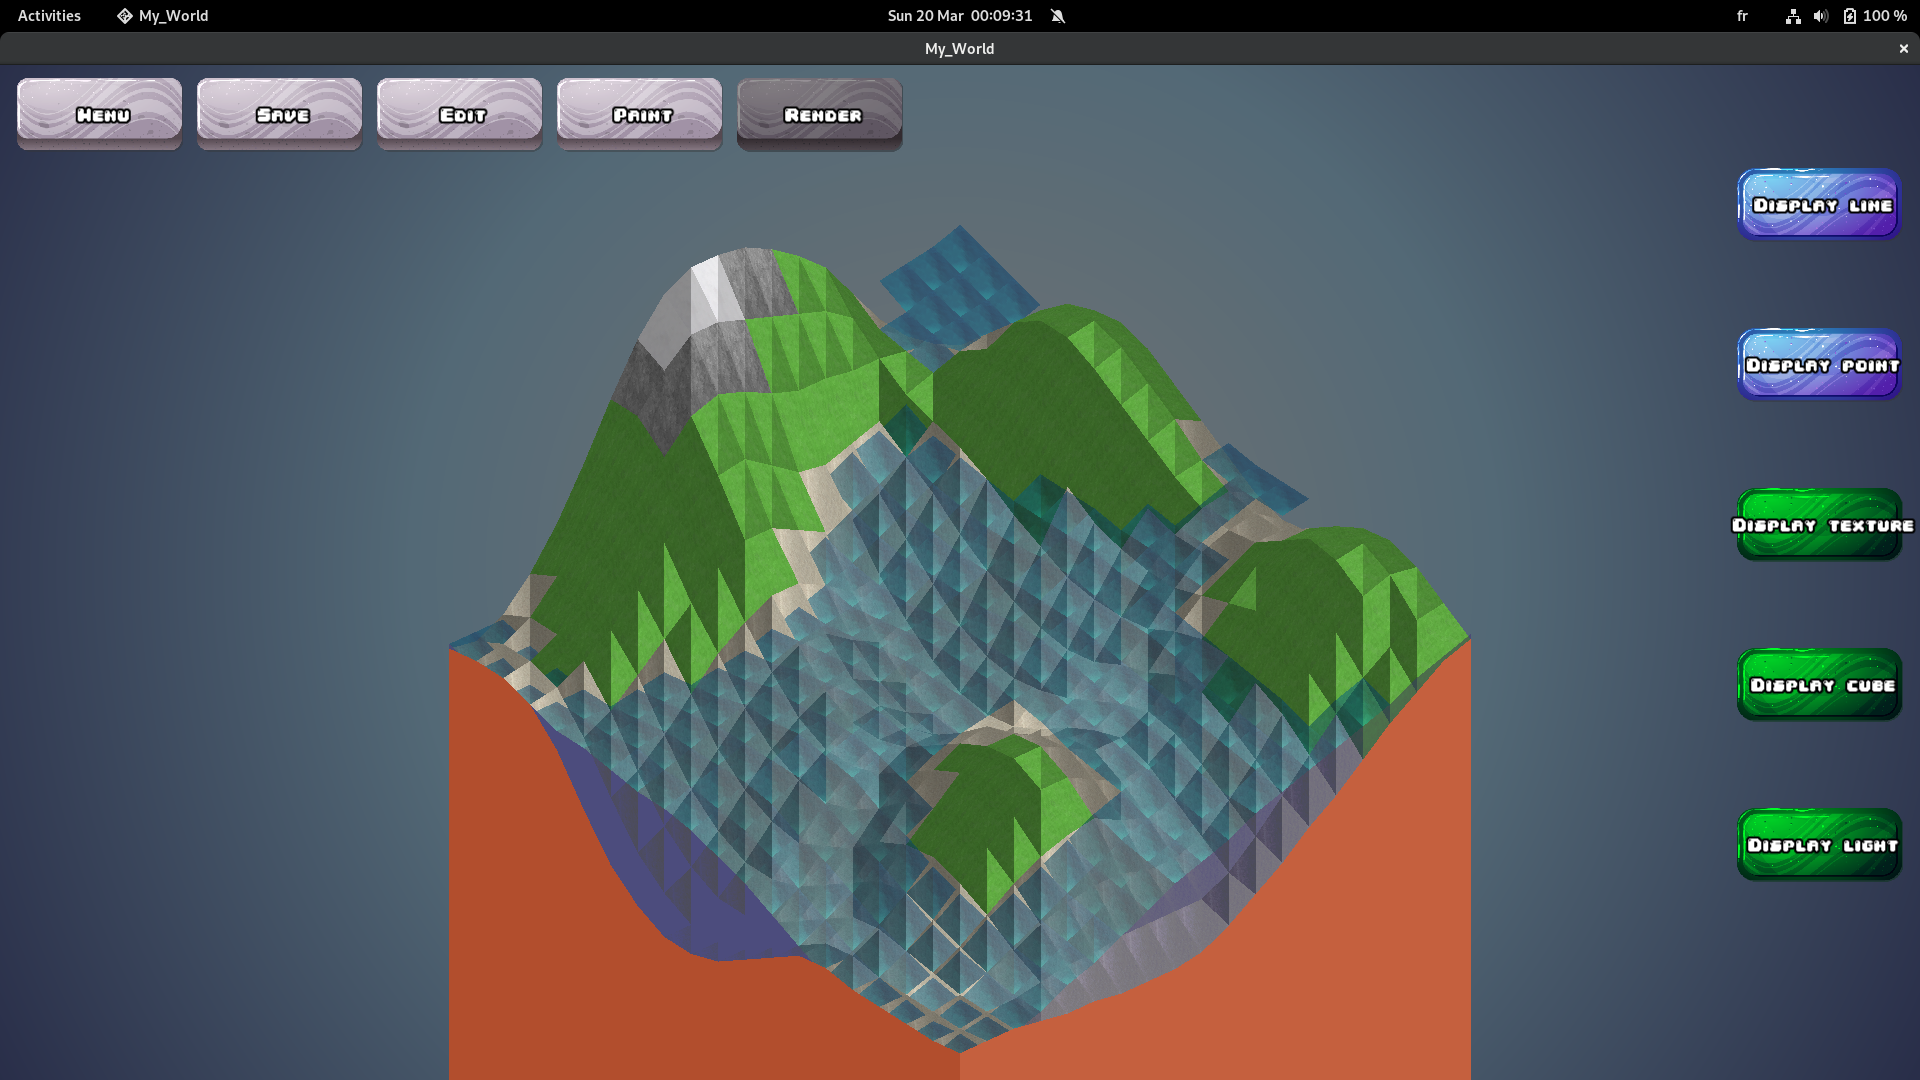 Activities My_World Sun 20 Mar 00:09:31 fr 100 %
My_World
Menu Save Edit Paint Render
Display line
Display point
Display texture
Display cube
Display light